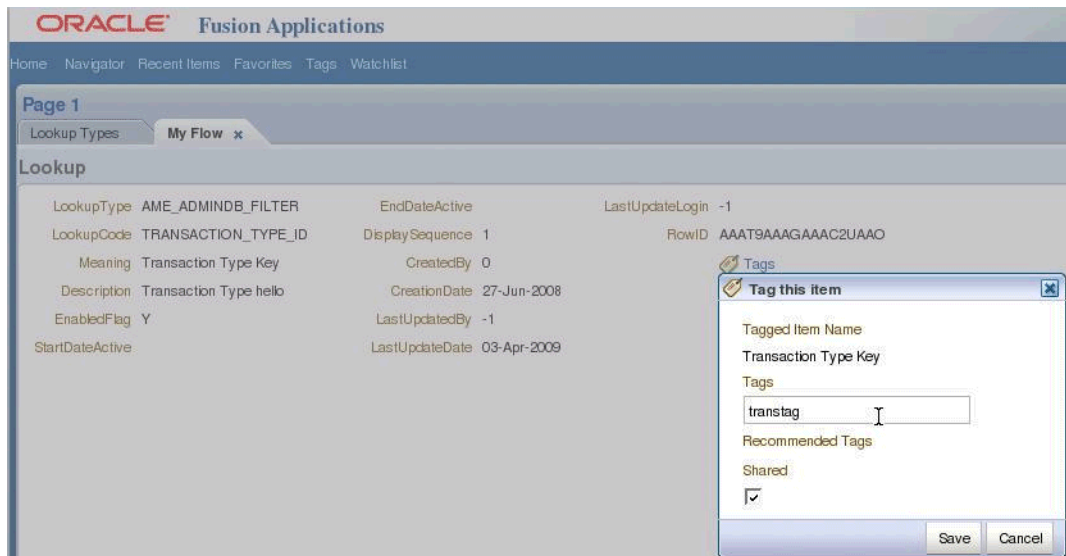 ORACLE Fusion Applications
Home Navigator Recent Items Favorites Tags Watchlist
Page 1
Lookup Types My Flow x
Lookup
LookupType AME_ADMINDB_FILTER EndDateActive LastUpdateLogin -1
LookupCode TRANSACTION_TYPE_ID DisplaySequence 1 RowID AAAT9AAAGAAAC2UAAO
Meaning Transaction Type Key CreatedBy 0 Tags
Description Transaction Type hello CreationDate 27-Jun-2008
EnabledFlag Y LastUpdatedBy -1
StartDateActive LastUpdateDate 03-Apr-2009
Tag this item
Tagged Item Name
Transaction Type Key
Tags
transtag
Recommended Tags
Shared
Save Cancel